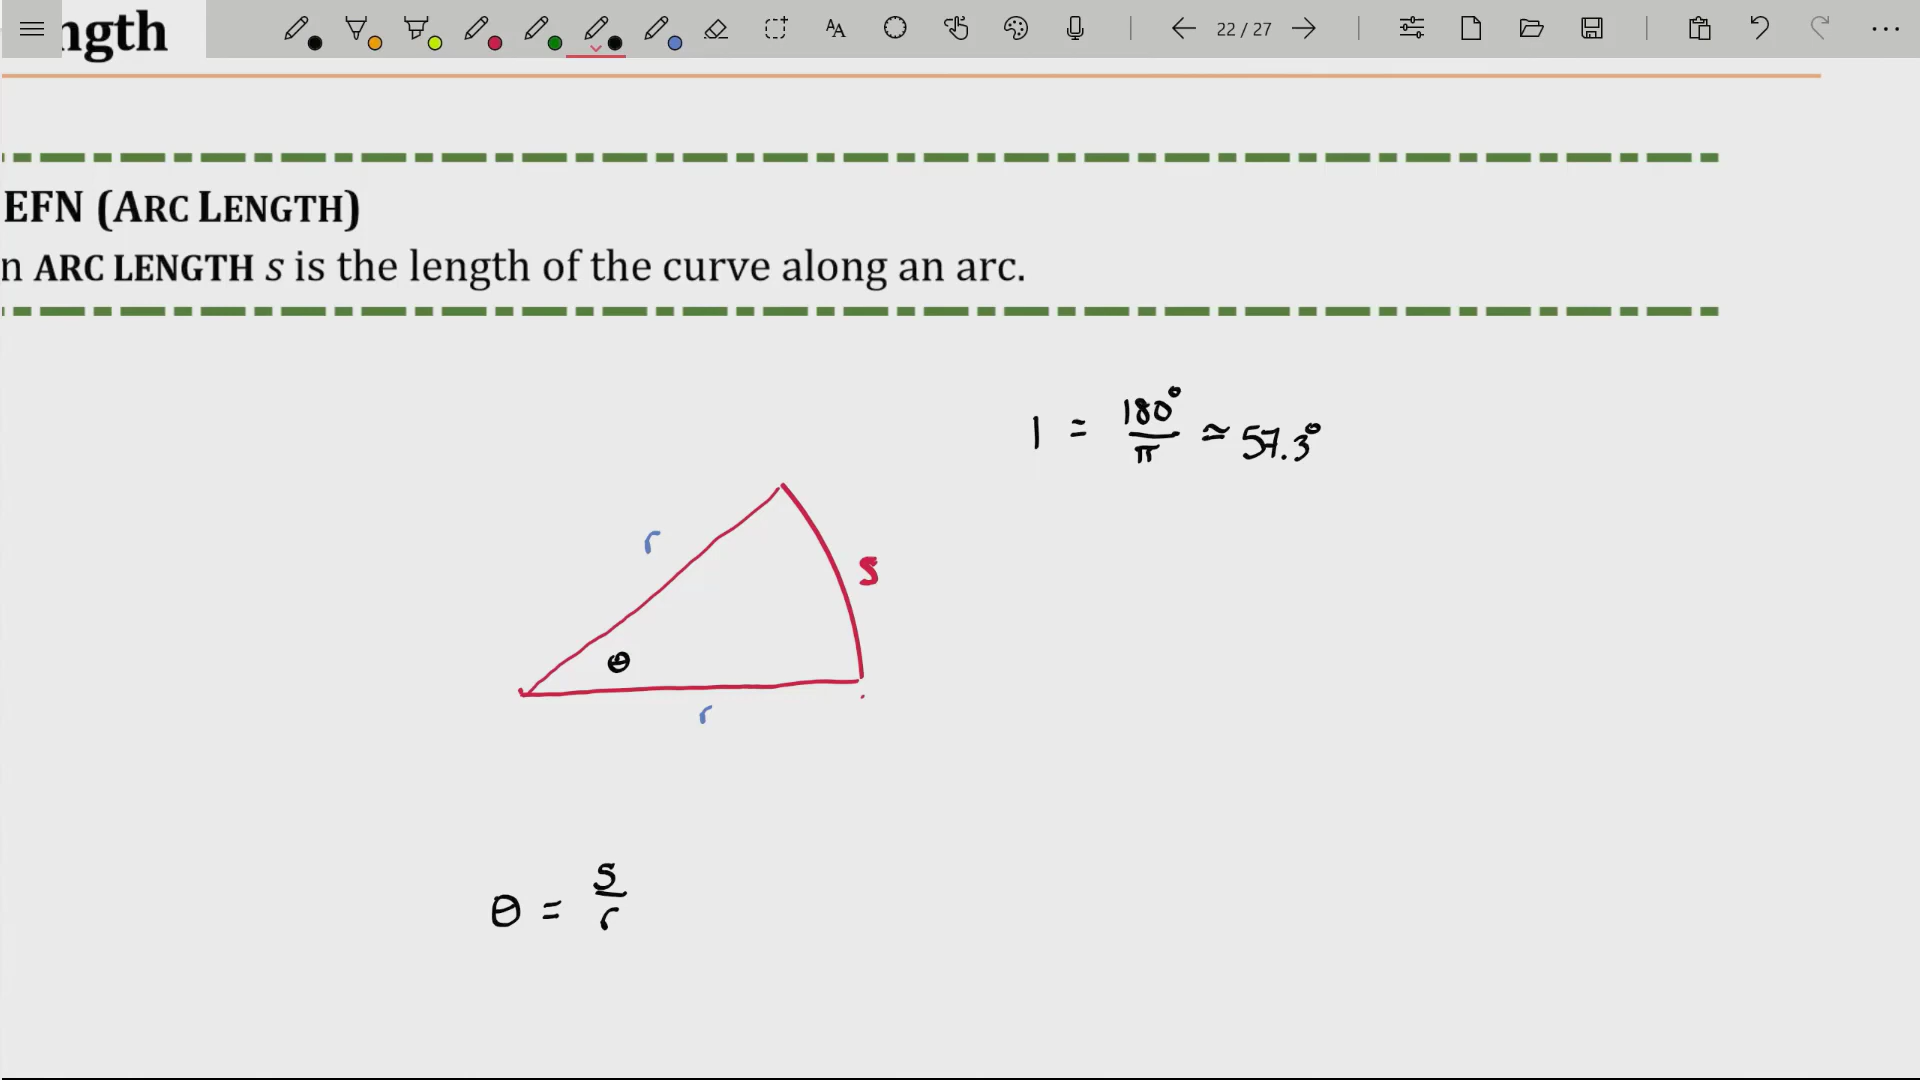 ngth
22 / 27
EFN (ARC LENGTH)
n ARC LENGTH s is the length of the curve along an arc.
1 = 180°/π ≈ 57.3°
r
s
θ
r
θ = s/r